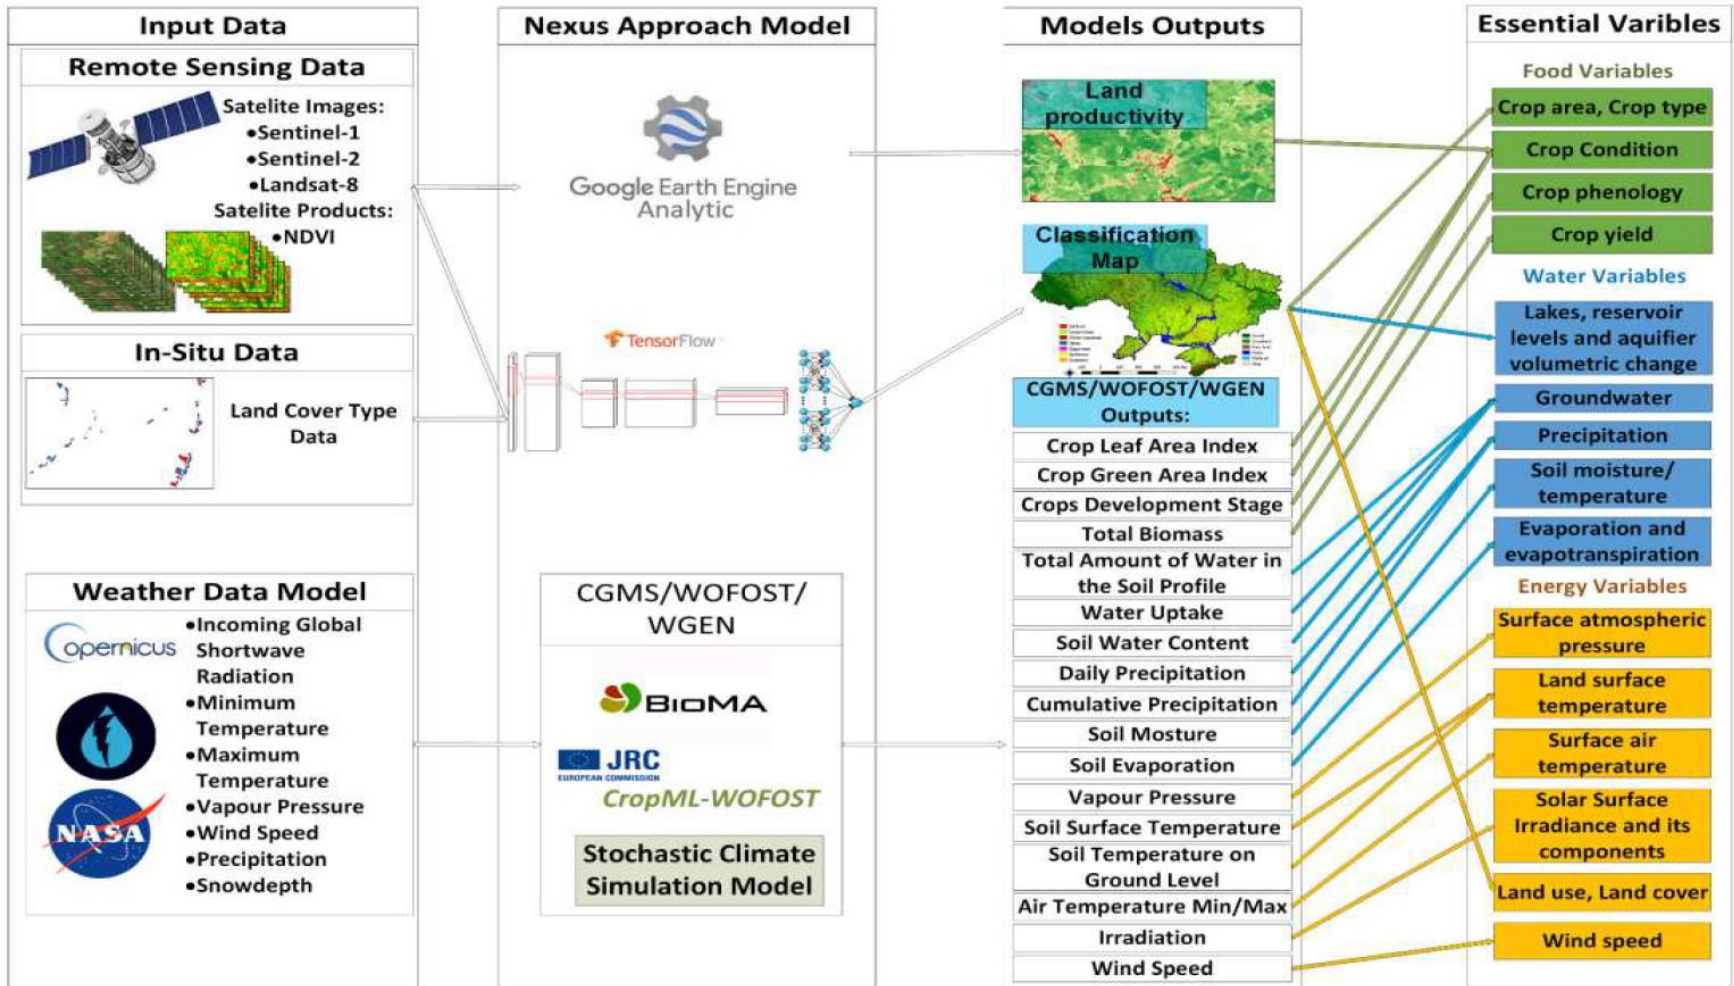 Input Data
Remote Sensing Data
Satelite Images:
•Sentinel-1
•Sentinel-2
•Landsat-8
Satelite Products:
•NDVI
In-Situ Data
Land Cover Type
Data
Weather Data Model
opernicus
NASA
•Incoming Global
Shortwave
Radiation
•Minimum
Temperature
•Maximum
Temperature
•Vapour Pressure
•Wind Speed
•Precipitation
•Snowdepth
Nexus Approach Model
Google Earth Engine
Analytic
TensorFlow
CGMS/WOFOST/
WGEN
BIOMA
JRC
EUROPEAN COMMISSION
CropML-WOFOST
Stochastic Climate
Simulation Model
Models Outputs
Land
productivity
Classification
Map
CGMS/WOFOST/WGEN
Outputs:
Crop Leaf Area Index
Crop Green Area Index
Crops Development Stage
Total Biomass
Total Amount of Water in
the Soil Profile
Water Uptake
Soil Water Content
Daily Precipitation
Cumulative Precipitation
Soil Mosture
Soil Evaporation
Vapour Pressure
Soil Surface Temperature
Soil Temperature on
Ground Level
Air Temperature Min/Max
Irradiation
Wind Speed
Essential Varibles
Food Variables
Crop area, Crop type
Crop Condition
Crop phenology
Crop yield
Water Variables
Lakes, reservoir
levels and aquifier
volumetric change
Groundwater
Precipitation
Soil moisture/
temperature
Evaporation and
evapotranspiration
Energy Variables
Surface atmospheric
pressure
Land surface
temperature
Surface air
temperature
Solar Surface
Irradiance and its
components
Land use, Land cover
Wind speed